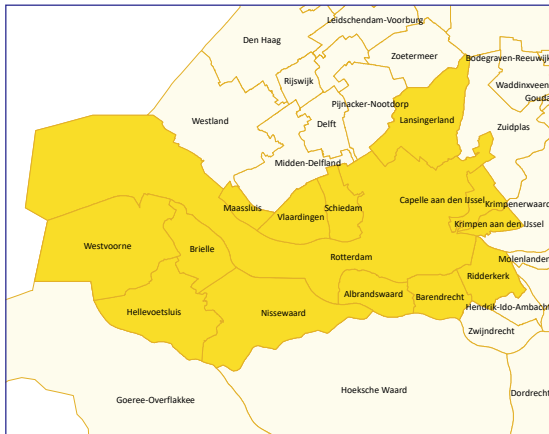 Leidschendam-Voorburg
Den Haag
Zoetermeer
Bodegraven-Reeuwijk
Rijswijk
Waddinxveen
Gouda
Pijnacker-Nootdorp
Westland
Delft
Lansingerland
Zuidplas
Midden-Delfland
Maassluis
Vlaardingen
Schiedam
Capelle aan den IJssel
Krimpenerwaard
Krimpen aan den IJssel
Westvoorne
Brielle
Rotterdam
Molenlanden
Ridderkerk
Hellevoetsluis
Nissewaard
Albrandswaard
Barendrecht
Hendrik-Ido-Ambacht
Zwijndrecht
Goeree-Overflakkee
Hoeksche Waard
Dordrecht